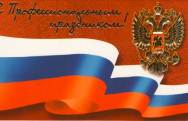 С Профессиональным
праздником!